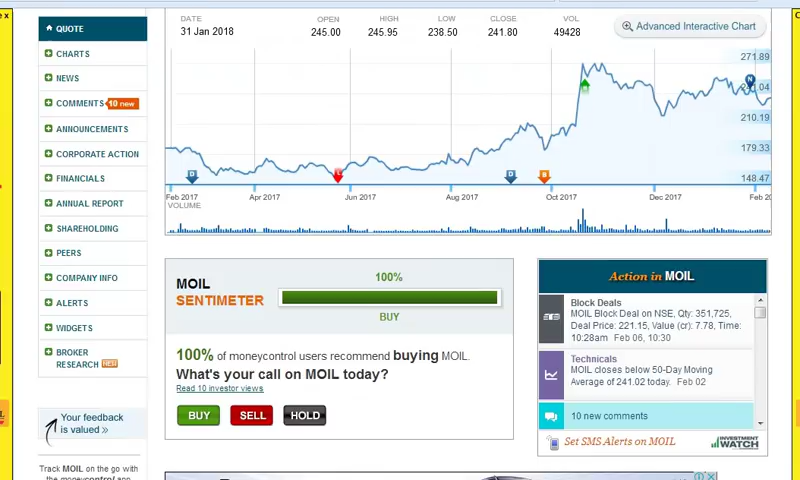 QUOTE
CHARTS
NEWS
COMMENTS 10 new
ANNOUNCEMENTS
CORPORATE ACTION
FINANCIALS
ANNUAL REPORT
SHAREHOLDING
PEERS
COMPANY INFO
ALERTS
WIDGETS
BROKER
RESEARCH
Your feedback
is valued »
Track MOIL on the go with
the moneycontrol app
DATE OPEN HIGH LOW CLOSE VOL
31 Jan 2018 245.00 245.95 238.50 241.80 49428
Advanced Interactive Chart
271.89
N
210.19
179.33
148.47
D D B
Feb 2017 Apr 2017 Jun 2017 Aug 2017 Oct 2017 Dec 2017 Feb 20
VOLUME
MOIL
SENTIMETER
100%
BUY
100% of moneycontrol users recommend buying MOIL.
What's your call on MOIL today?
Read 10 investor views
BUY SELL HOLD
Action in MOIL
Block Deals
MOIL Block Deal on NSE, Qty: 351,725,
Deal Price: 221.15, Value (cr): 7.78, Time:
10:28am Feb 06, 10:30
Technicals
MOIL closes below 50-Day Moving
Average of 241.02 today. Feb 02
10 new comments
Set SMS Alerts on MOIL
INVESTMENT
WATCH